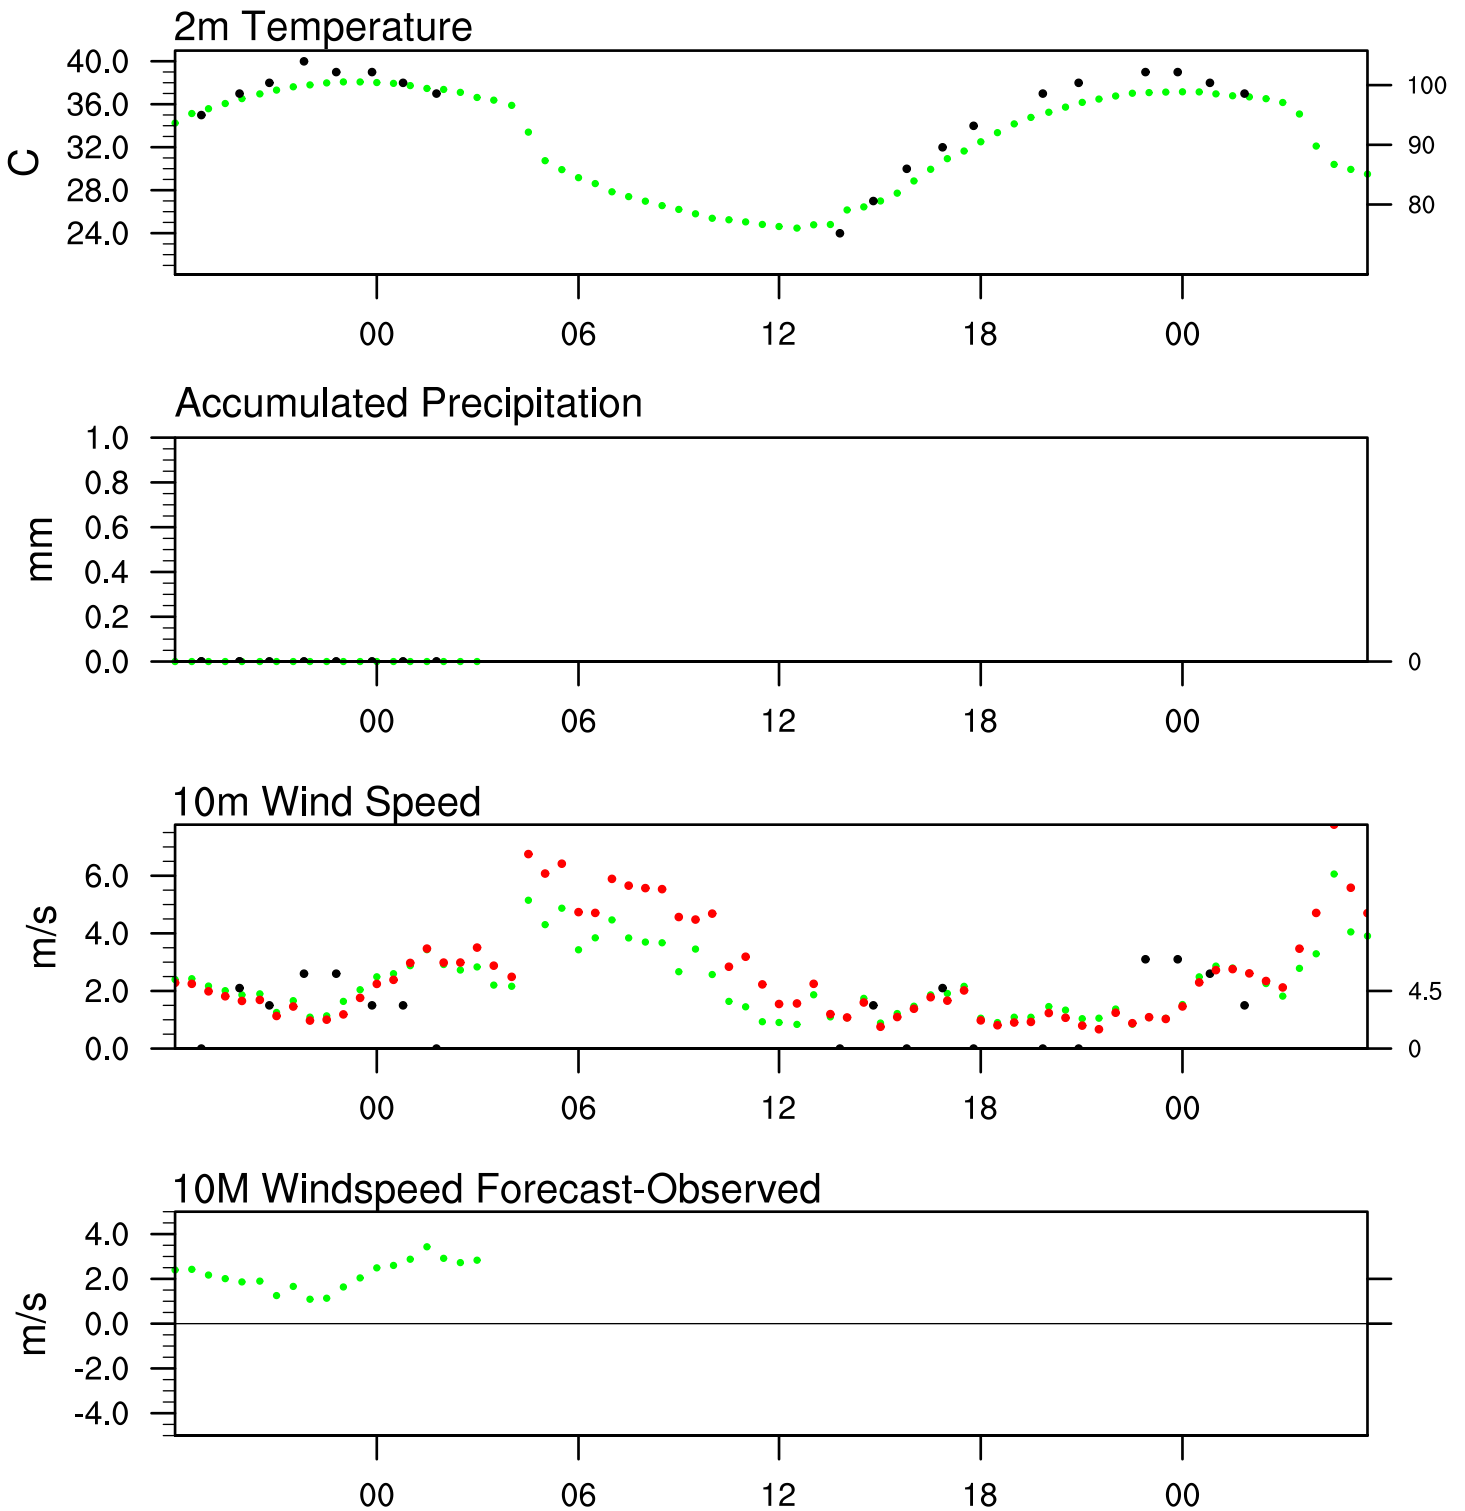 2m Temperature
40.0
36.0
32.0
28.0
24.0
C
100
90
80
00 06 12 18 00
Accumulated Precipitation
1.0
0.8
0.6
0.4
0.2
0.0
mm
0
00 06 12 18 00
10m Wind Speed
6.0
4.0
2.0
0.0
m/s
4.5
0
00 06 12 18 00
10M Windspeed Forecast-Observed
4.0
2.0
0.0
-2.0
-4.0
m/s
00 06 12 18 00